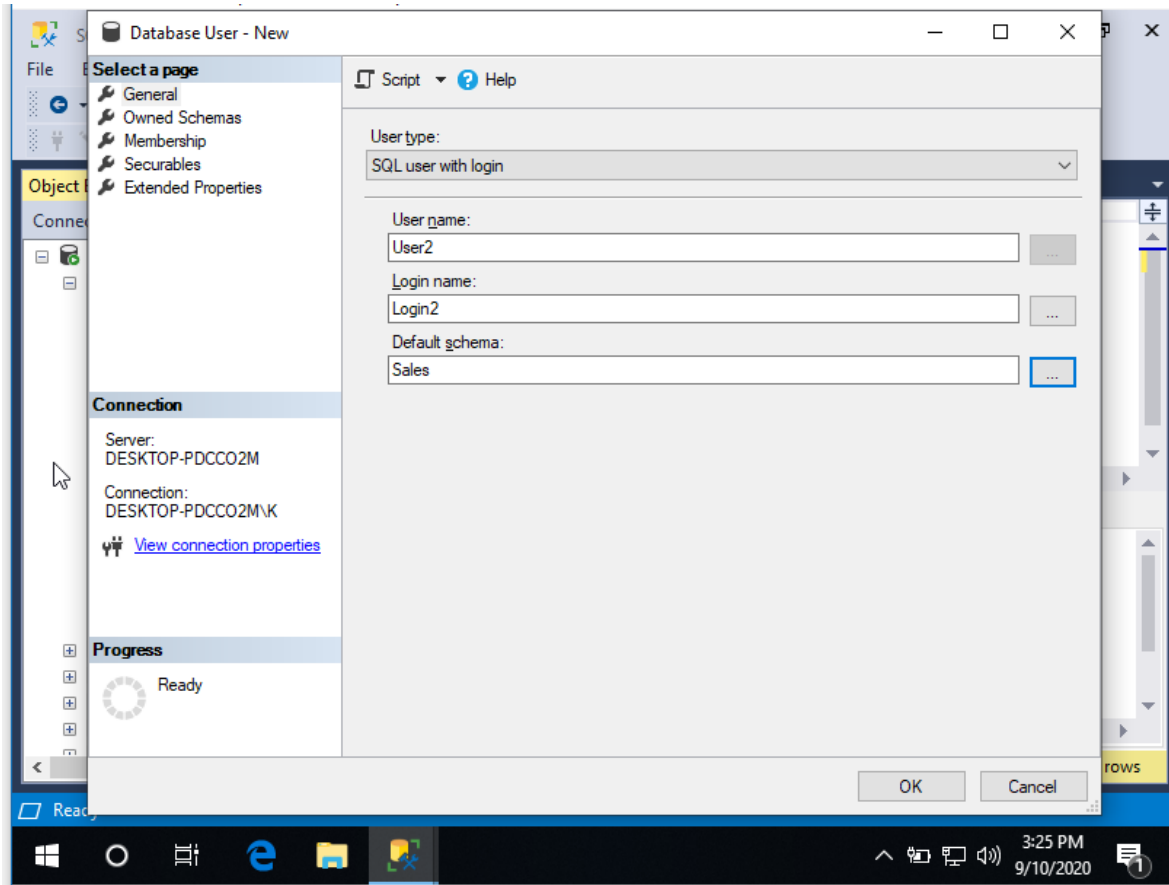 Database User - New
File
Select a page
Script
Help
General
Owned Schemas
Membership
Securables
Extended Properties
User type:
SQL user with login
Object
User name:
User2
...
Login name:
Login2
...
Default schema:
Sales
...
Connection
Server:
DESKTOP-PDCCO2M
Connection:
DESKTOP-PDCCO2M\K
View connection properties
Progress
Ready
rows
OK
Cancel
3:25 PM
9/10/2020
1